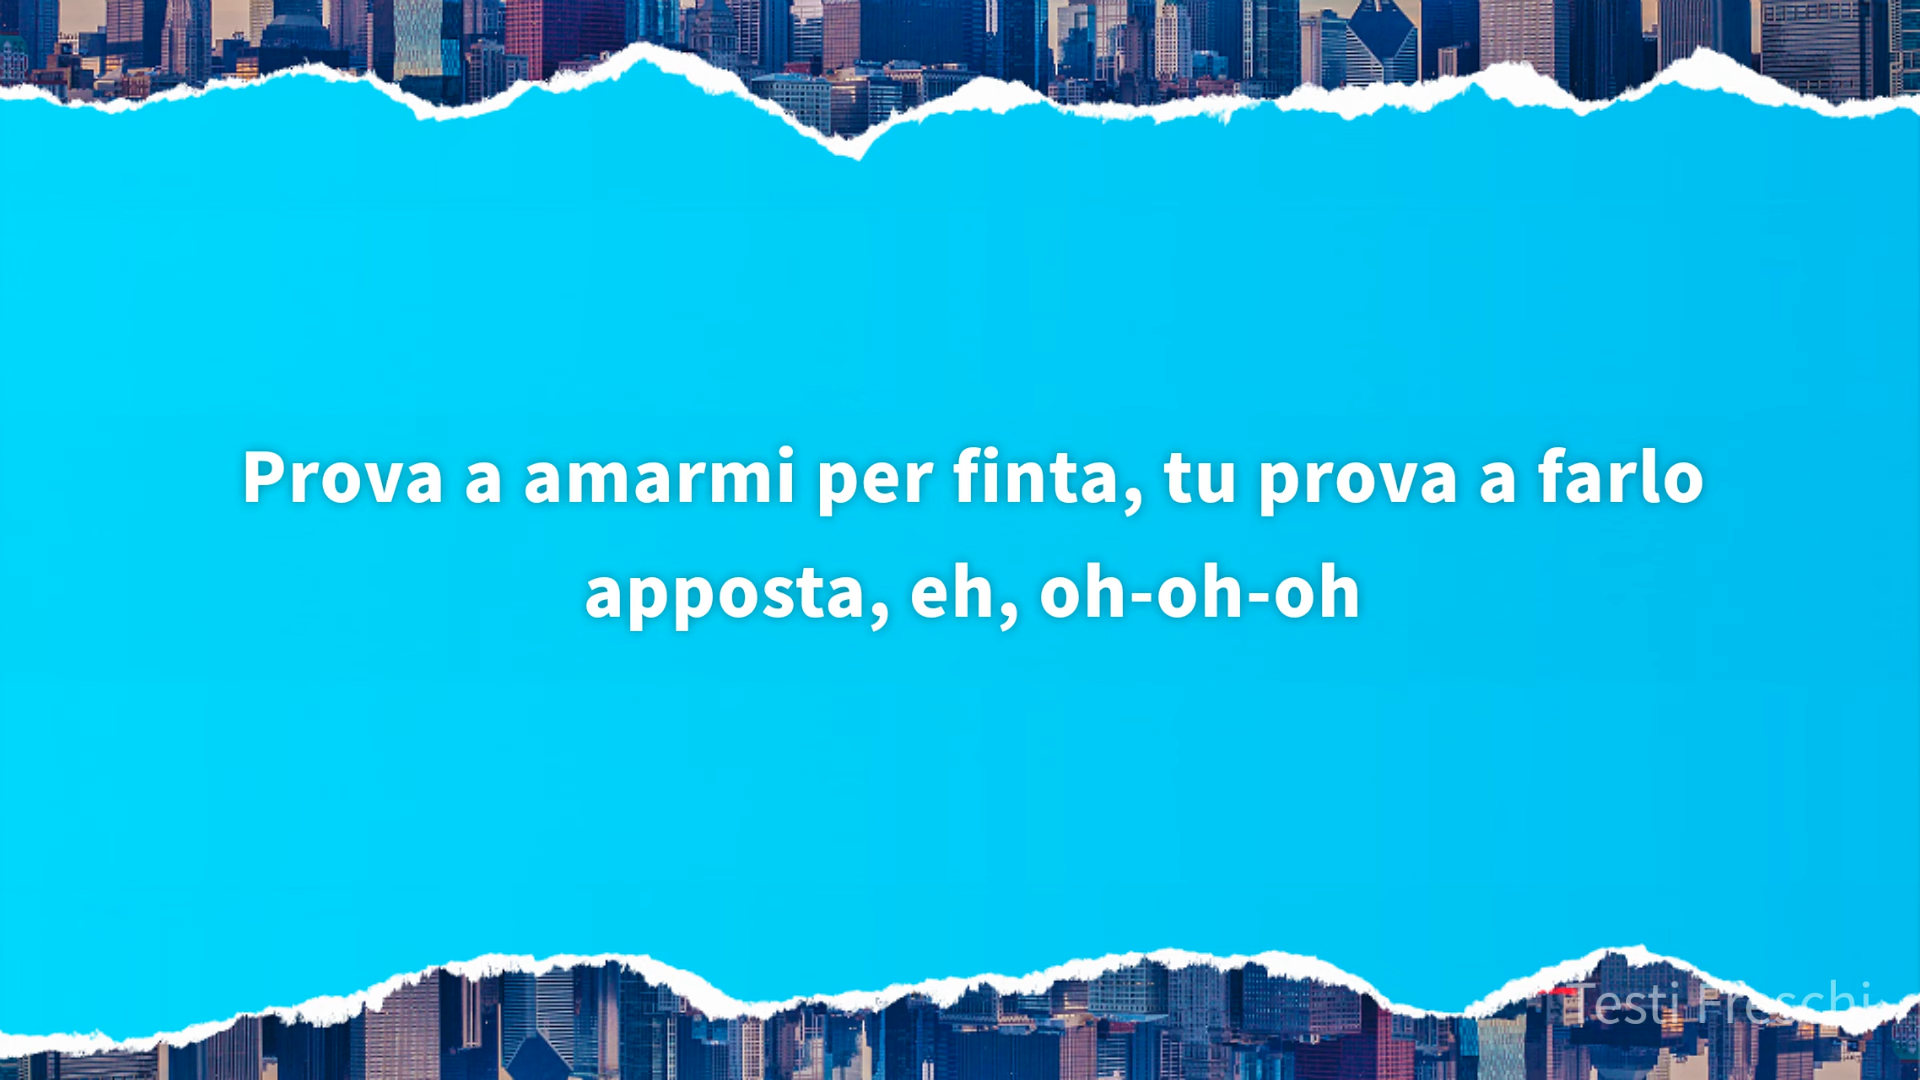 Prova a amarmi per finta, tu prova a farlo
apposta, eh, oh-oh-oh
Testi Freschi